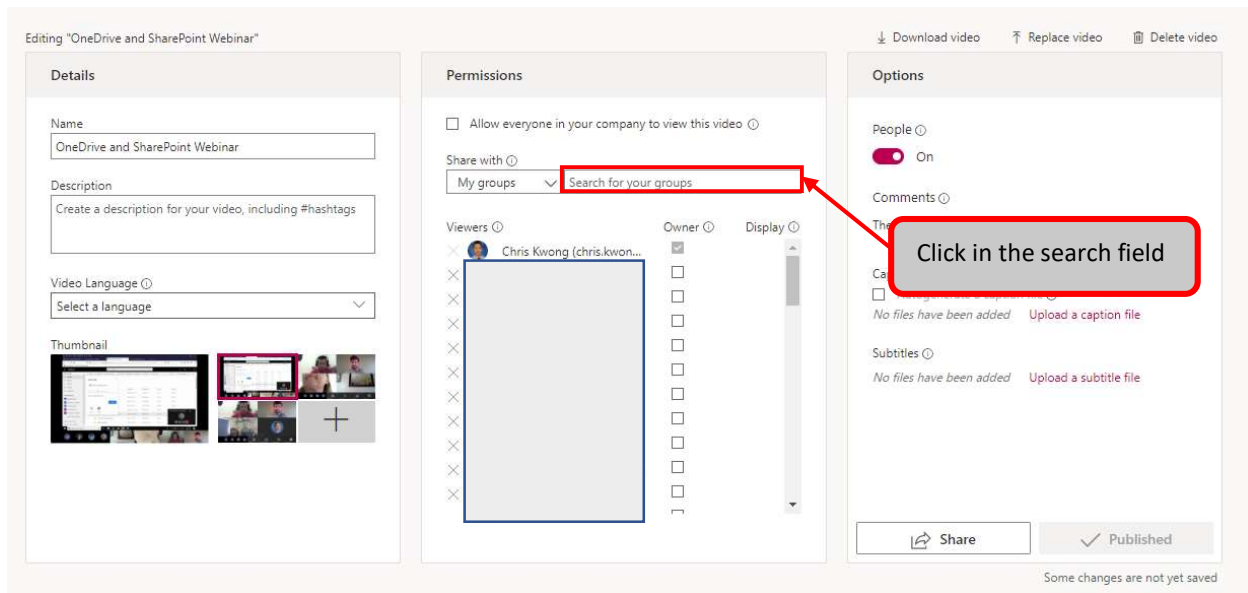 Editing "OneDrive and SharePoint Webinar"
Download video Replace video Delete video
Details
Name
OneDrive and SharePoint Webinar
Description
Create a description for your video, including #hashtags
Video Language
Select a language
Thumbnail
Permissions
Allow everyone in your company to view this video
Share with
My groups Search for your groups
Viewers Owner Display
Chris Kwong (chris.kwon...
Options
People
On
Comments
Click in the search field
No files have been added Upload a caption file
Subtitles
No files have been added Upload a subtitle file
Share Published
Some changes are not yet saved